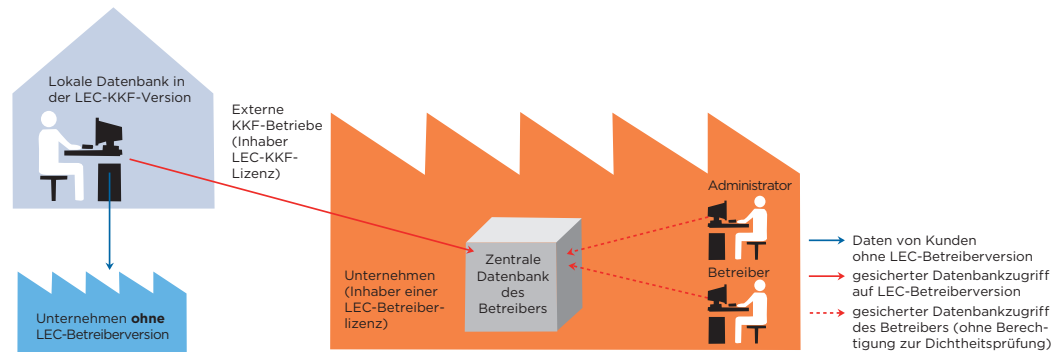 Lokale Datenbank in
der LEC-KKF-Version
Externe
KKF-Betriebe
(Inhaber
LEC-KKF-
Lizenz)
Unternehmen ohne
LEC-Betreiberversion
Unternehmen
(Inhaber einer
LEC-Betreiber-
lizenz)
Zentrale
Datenbank
des
Betreibers
Administrator
Betreiber
Daten von Kunden
ohne LEC-Betreiberversion
gesicherter Datenbankzugriff
auf LEC-Betreiberversion
gesicherter Datenbankzugriff
des Betreibers (ohne Berech-
tigung zur Dichtheitsprüfung)